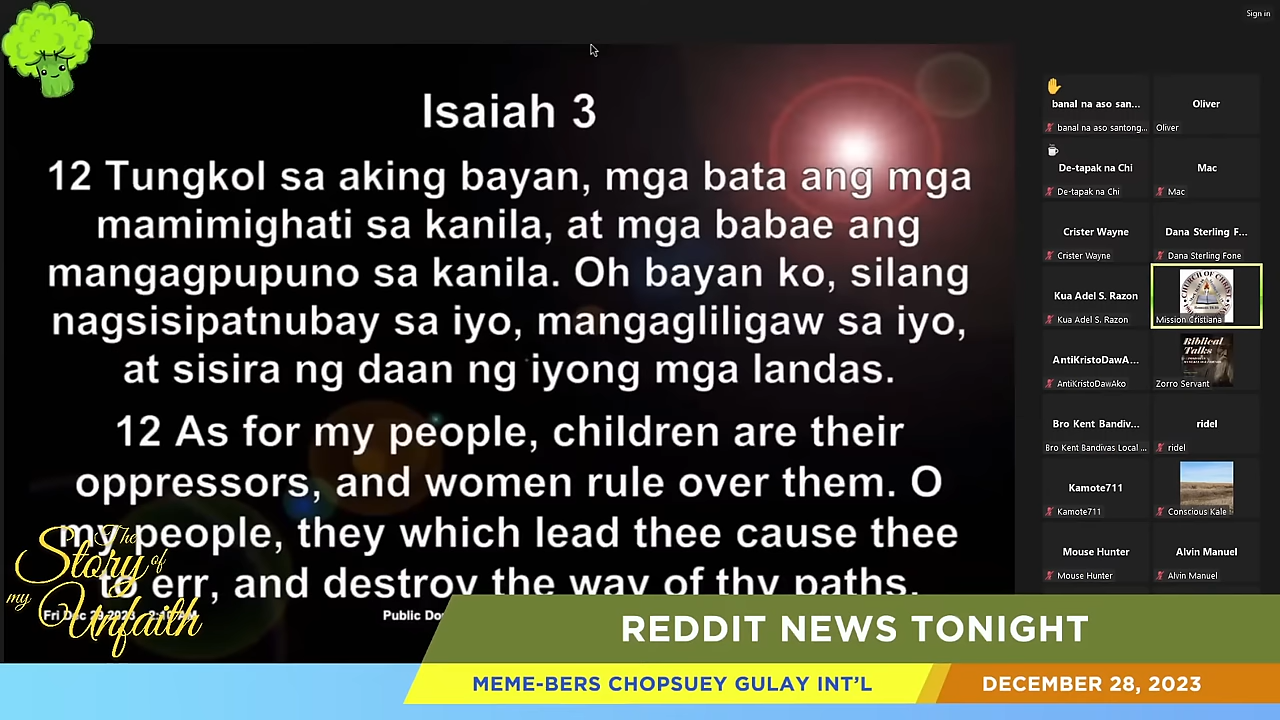 Sign in
Isaiah 3
12 Tungkol sa aking bayan, mga bata ang mga
mamimighati sa kanila, at mga babae ang
mangagpupuno sa kanila. Oh bayan ko, silang
nagsisipatnubay sa iyo, mangagliligaw sa iyo,
at sisira ng daan ng iyong mga landas.
12 As for my people, children are their
oppressors, and women rule over them. O
my people, they which lead thee cause thee
to err, and destroy the way of thy paths.
Public Do
The
Story of
my Unfaith
banal na aso san...
banal na aso santong...
Oliver
Oliver
De-tapak na Chi
De-tapak na Chi
Mac
Mac
Crister Wayne
Crister Wayne
Dana Sterling F...
Dana Sterling Fone
Kua Adel S. Razon
Kua Adel S. Razon
CHURCH OF CHRIST
Mission Cristiana
AntiKristoDawA...
AntiKristoDawAko
Biblical
Talks
Zorro Servant
Bro Kent Bandiv...
Bro Kent Bandivas Local ...
ridel
ridel
Kamote711
Kamote711
Conscious Kale
Mouse Hunter
Mouse Hunter
Alvin Manuel
Alvin Manuel
REDDIT NEWS TONIGHT
MEME-BERS CHOPSUEY GULAY INT'L
DECEMBER 28, 2023